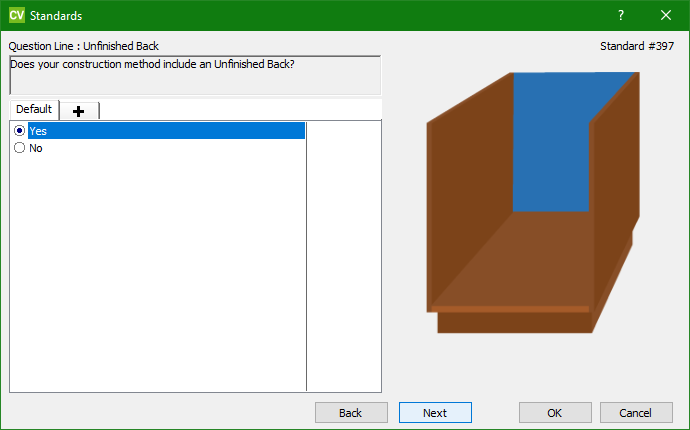 CV Standards
Question Line : Unfinished Back Standard #397
Does your construction method include an Unfinished Back?
Default
Yes
No
Back Next OK Cancel